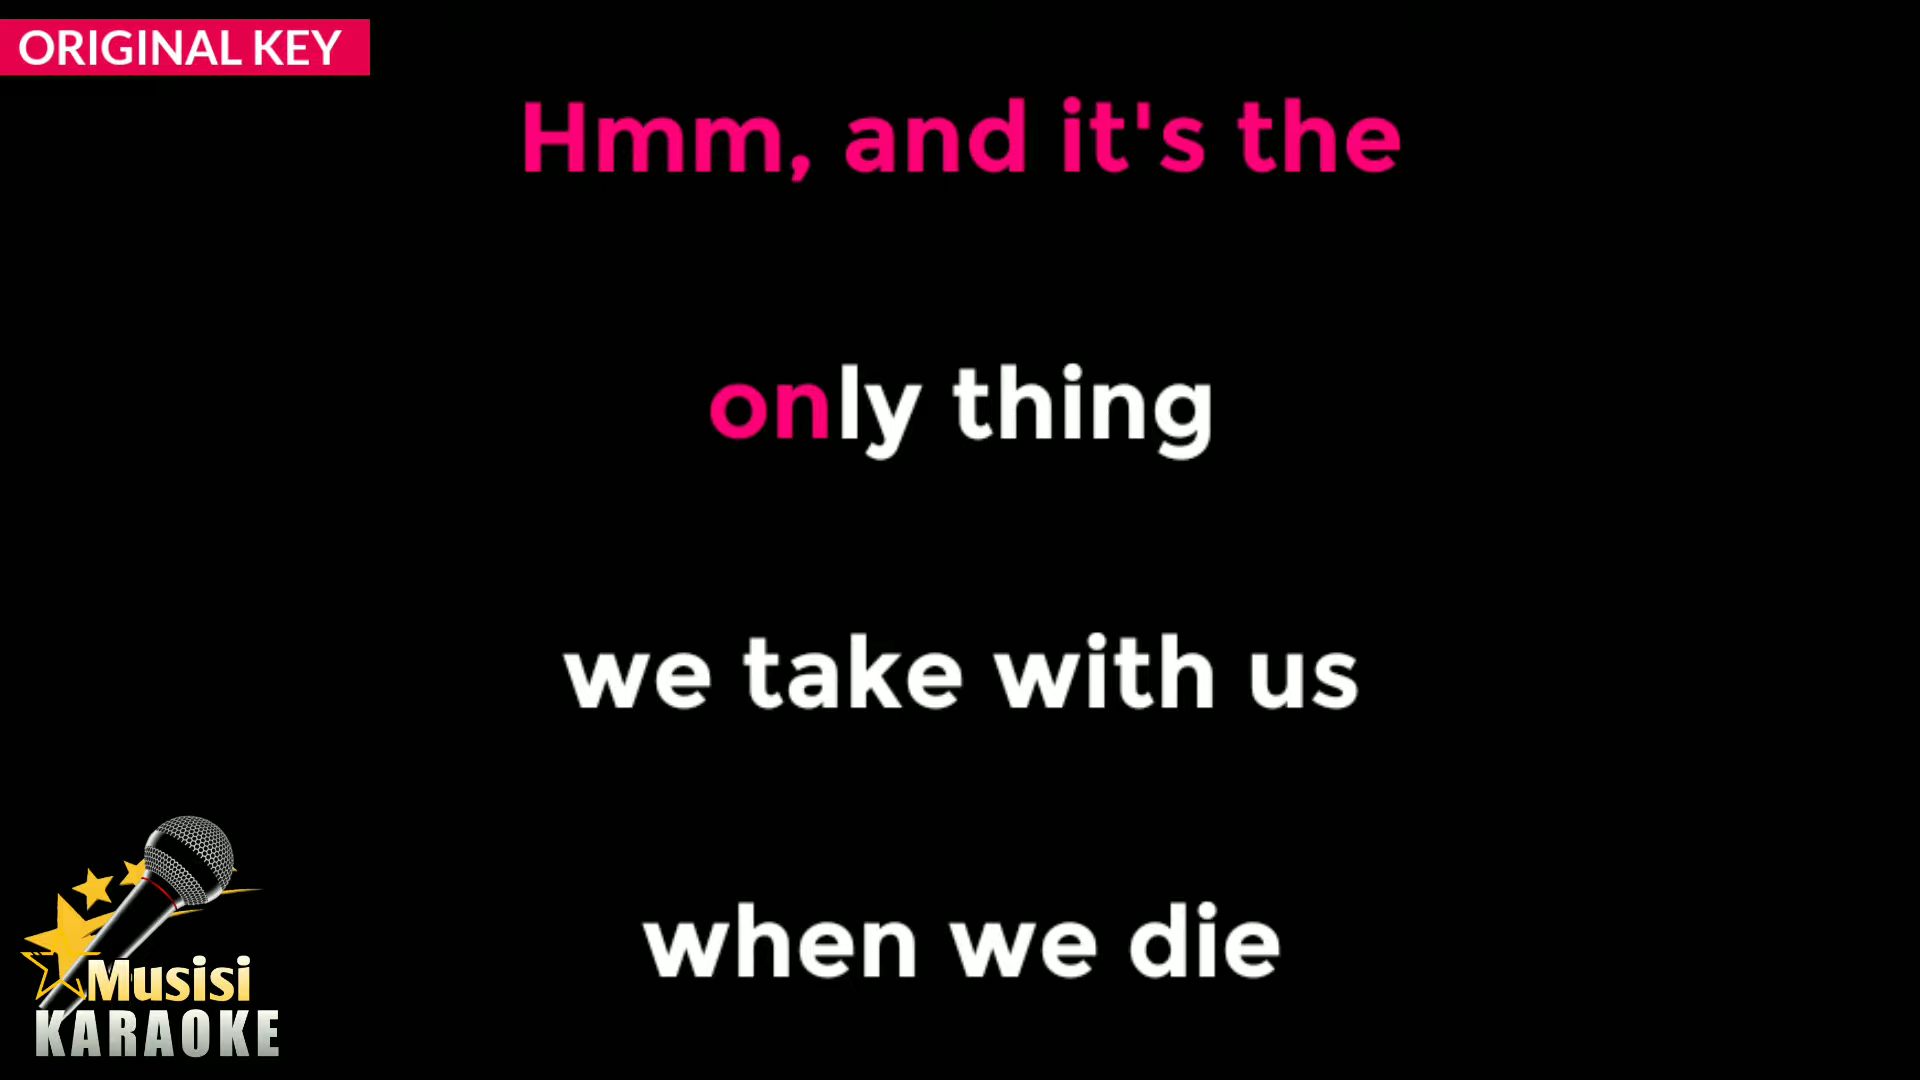 ORIGINAL KEY
Hmm, and it's the
only thing
we take with us
when we die
Musisi
KARAOKE